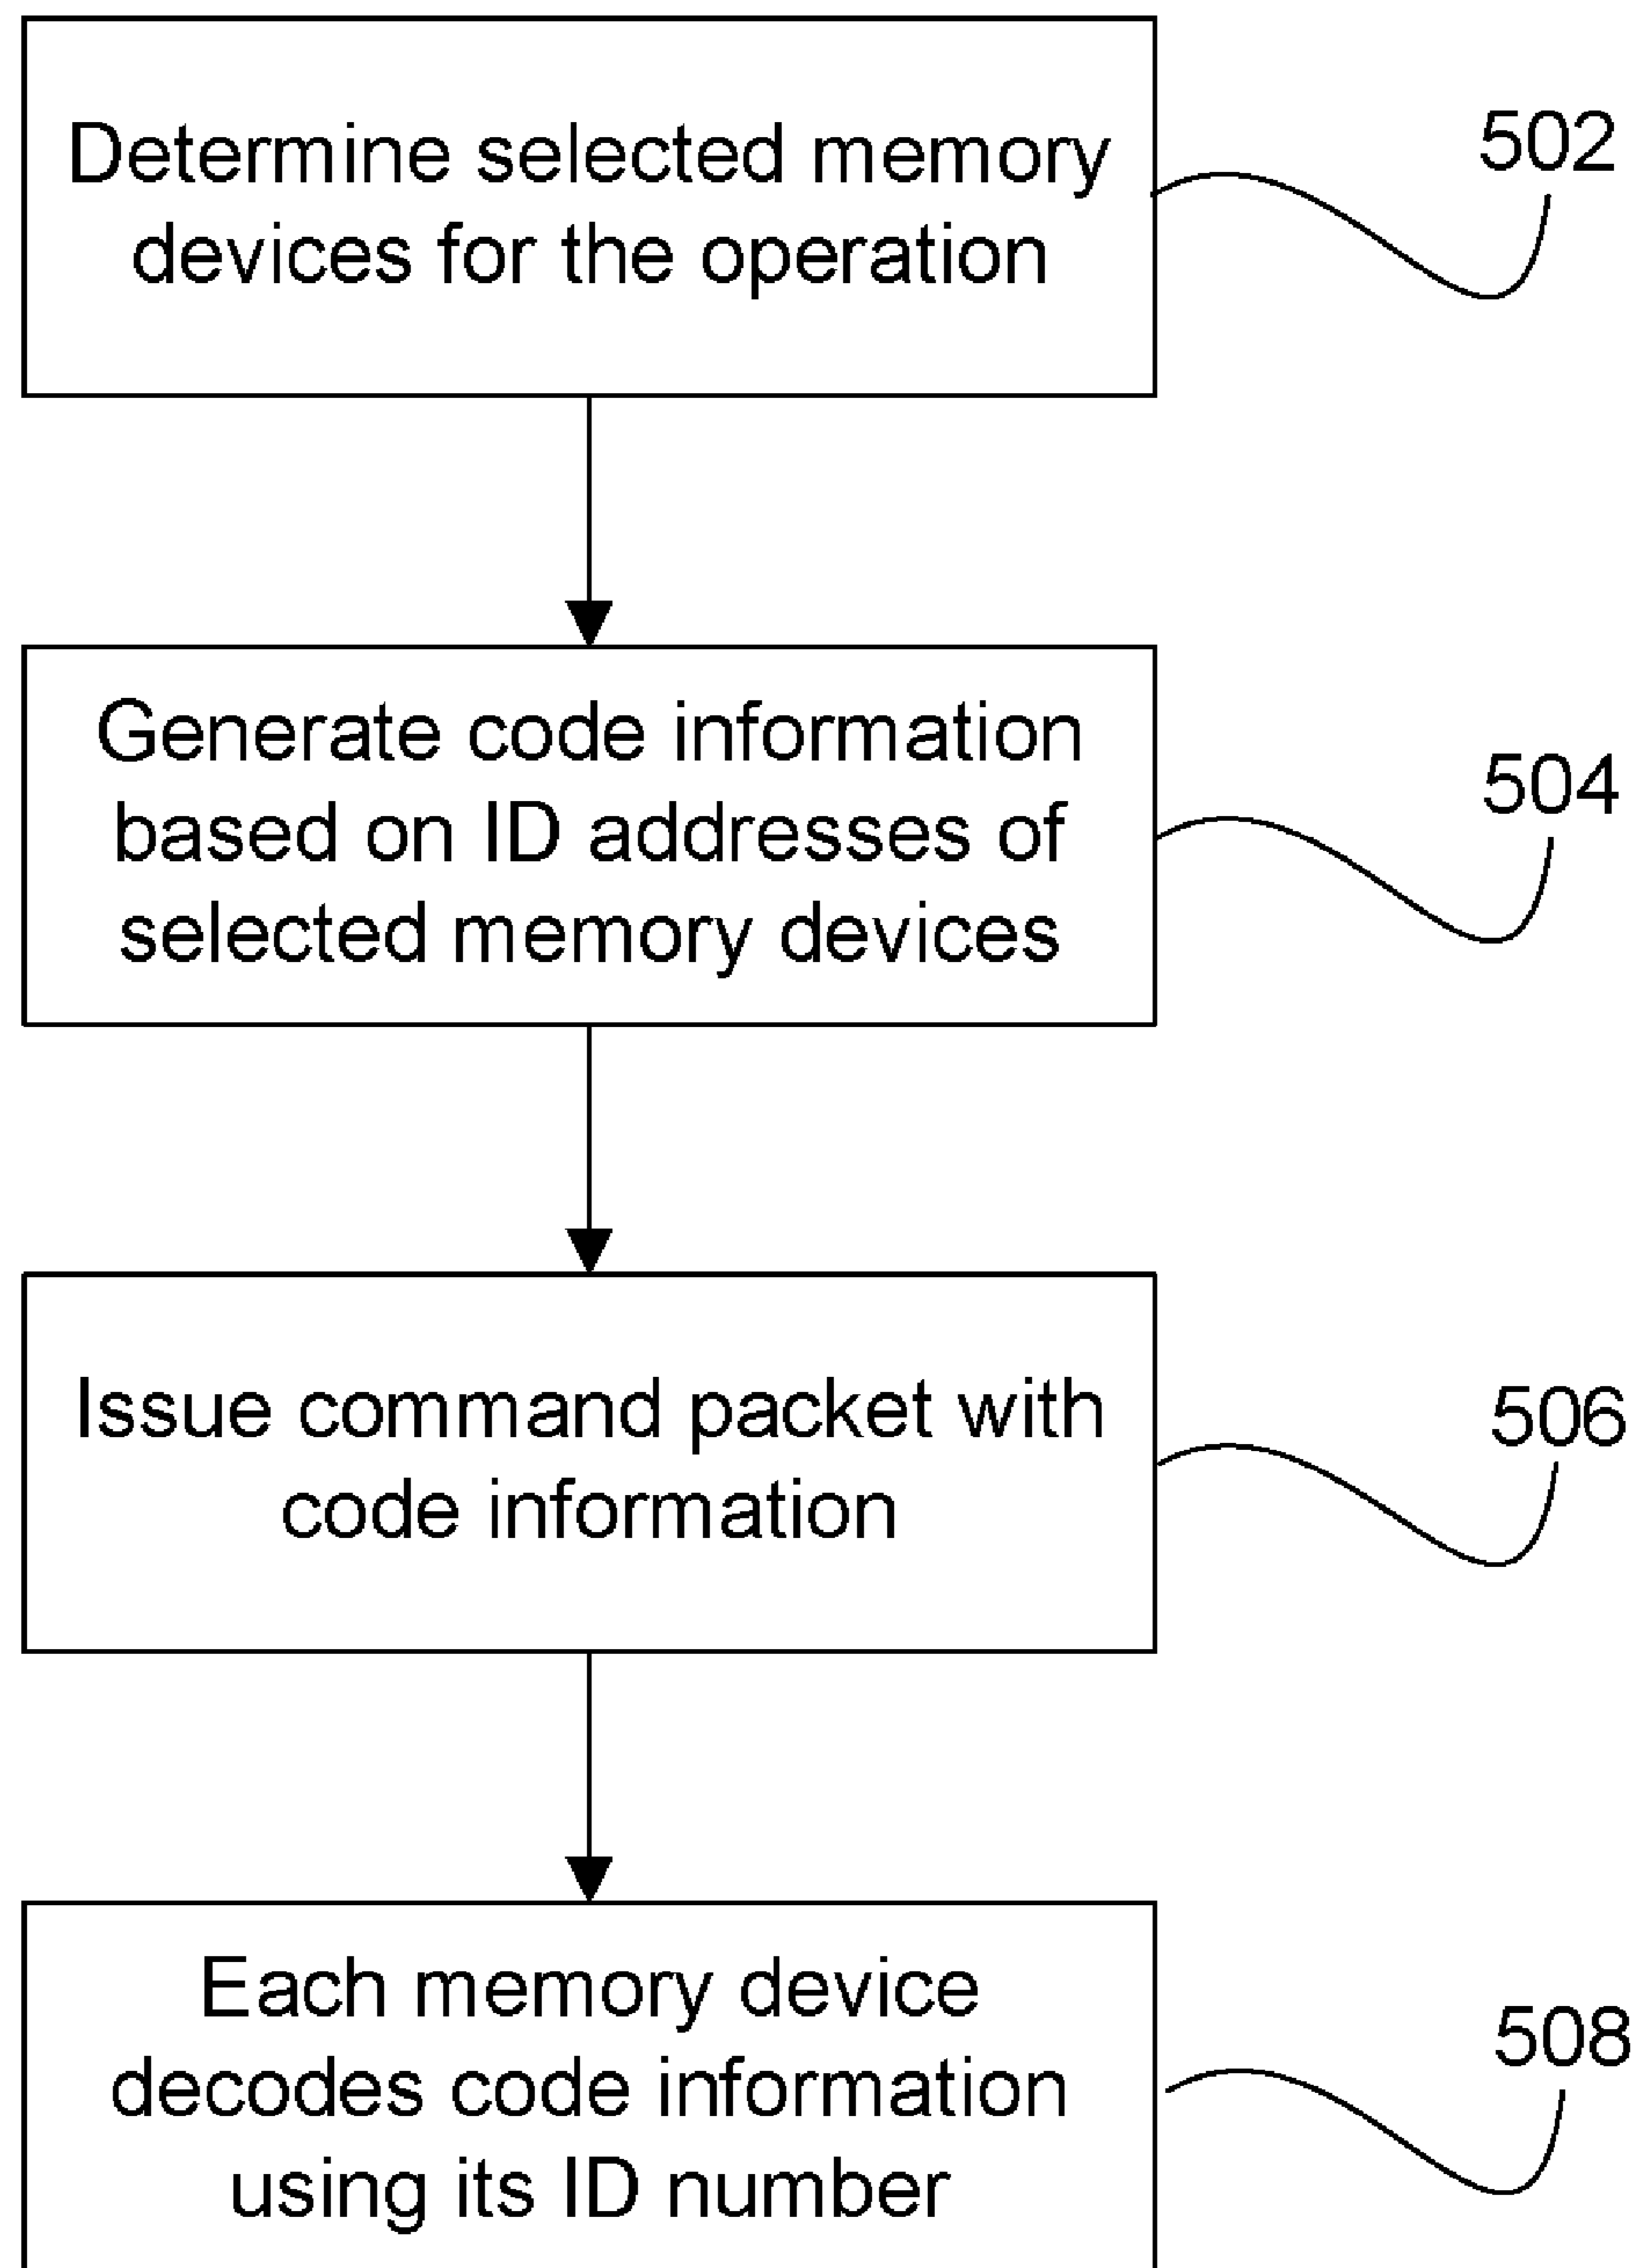 Determine selected memory
devices for the operation
502
Generate code information
based on ID addresses of
selected memory devices
504
Issue command packet with
code information
506
Each memory device
decodes code information
using its ID number
508